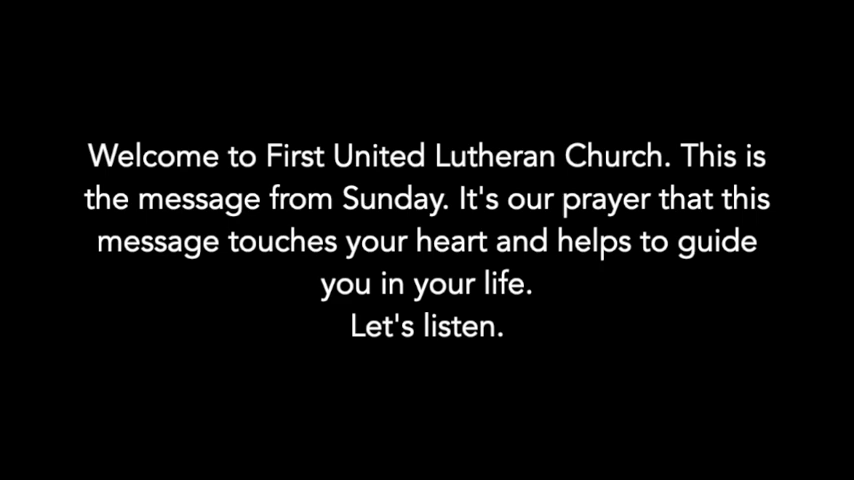 Welcome to First United Lutheran Church. This is
the message from Sunday. It's our prayer that this
message touches your heart and helps to guide
you in your life.
Let's listen.